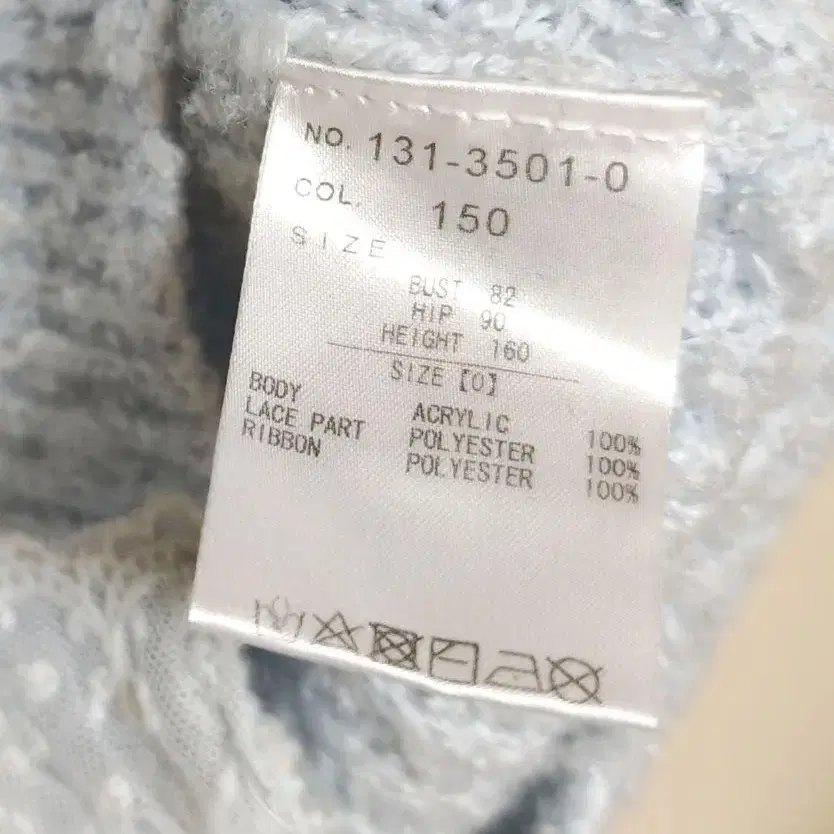 NO. 131-3501-0
COL. 150
SIZE
BUST 82
HIP 90
HEIGHT 160
SIZE [0]
BODY ACRYLIC 100%
LACE PART POLYESTER 100%
RIBBON POLYESTER 100%